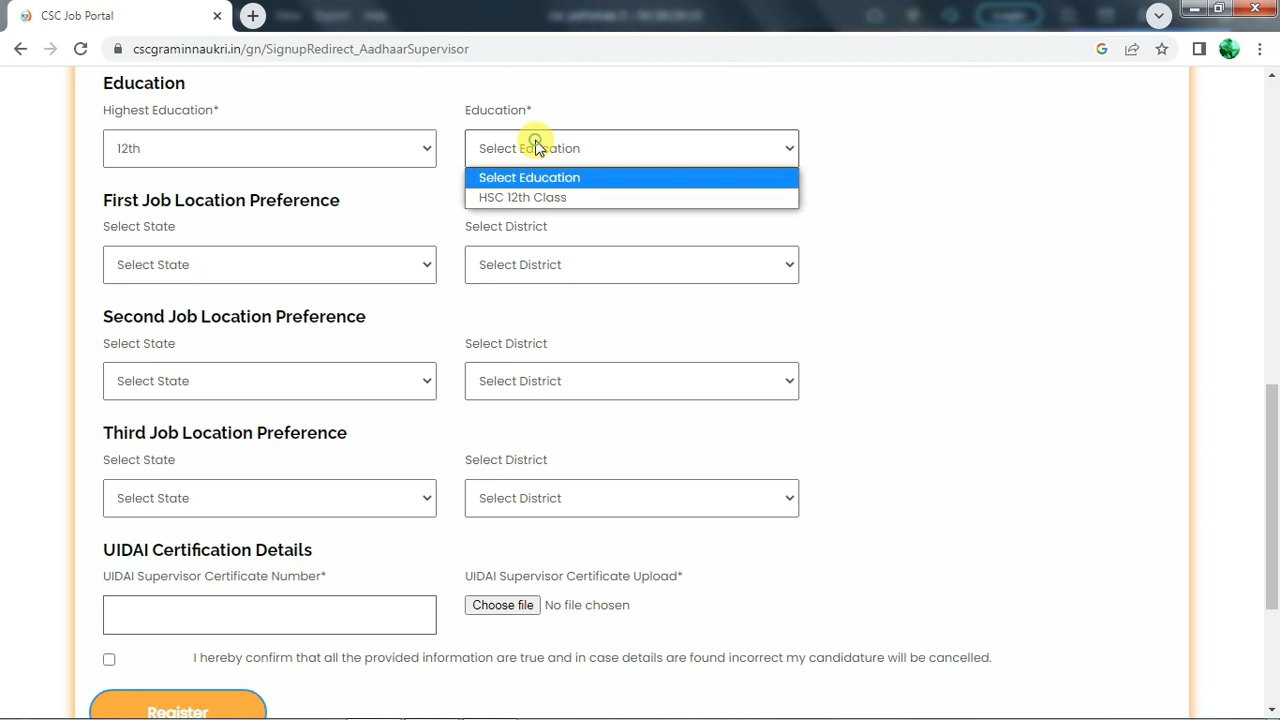 CSC Job Portal
cscgraminnaukri.in/gn/SignupRedirect_AadhaarSupervisor
Education
Highest Education* Education*
12th Select Education
Select Education
HSC 12th Class
First Job Location Preference
Select State Select District
Select State Select District
Second Job Location Preference
Select State Select District
Select State Select District
Third Job Location Preference
Select State Select District
Select State Select District
UIDAI Certification Details
UIDAI Supervisor Certificate Number* UIDAI Supervisor Certificate Upload*
Choose file No file chosen
I hereby confirm that all the provided information are true and in case details are found incorrect my candidature will be cancelled.
Register